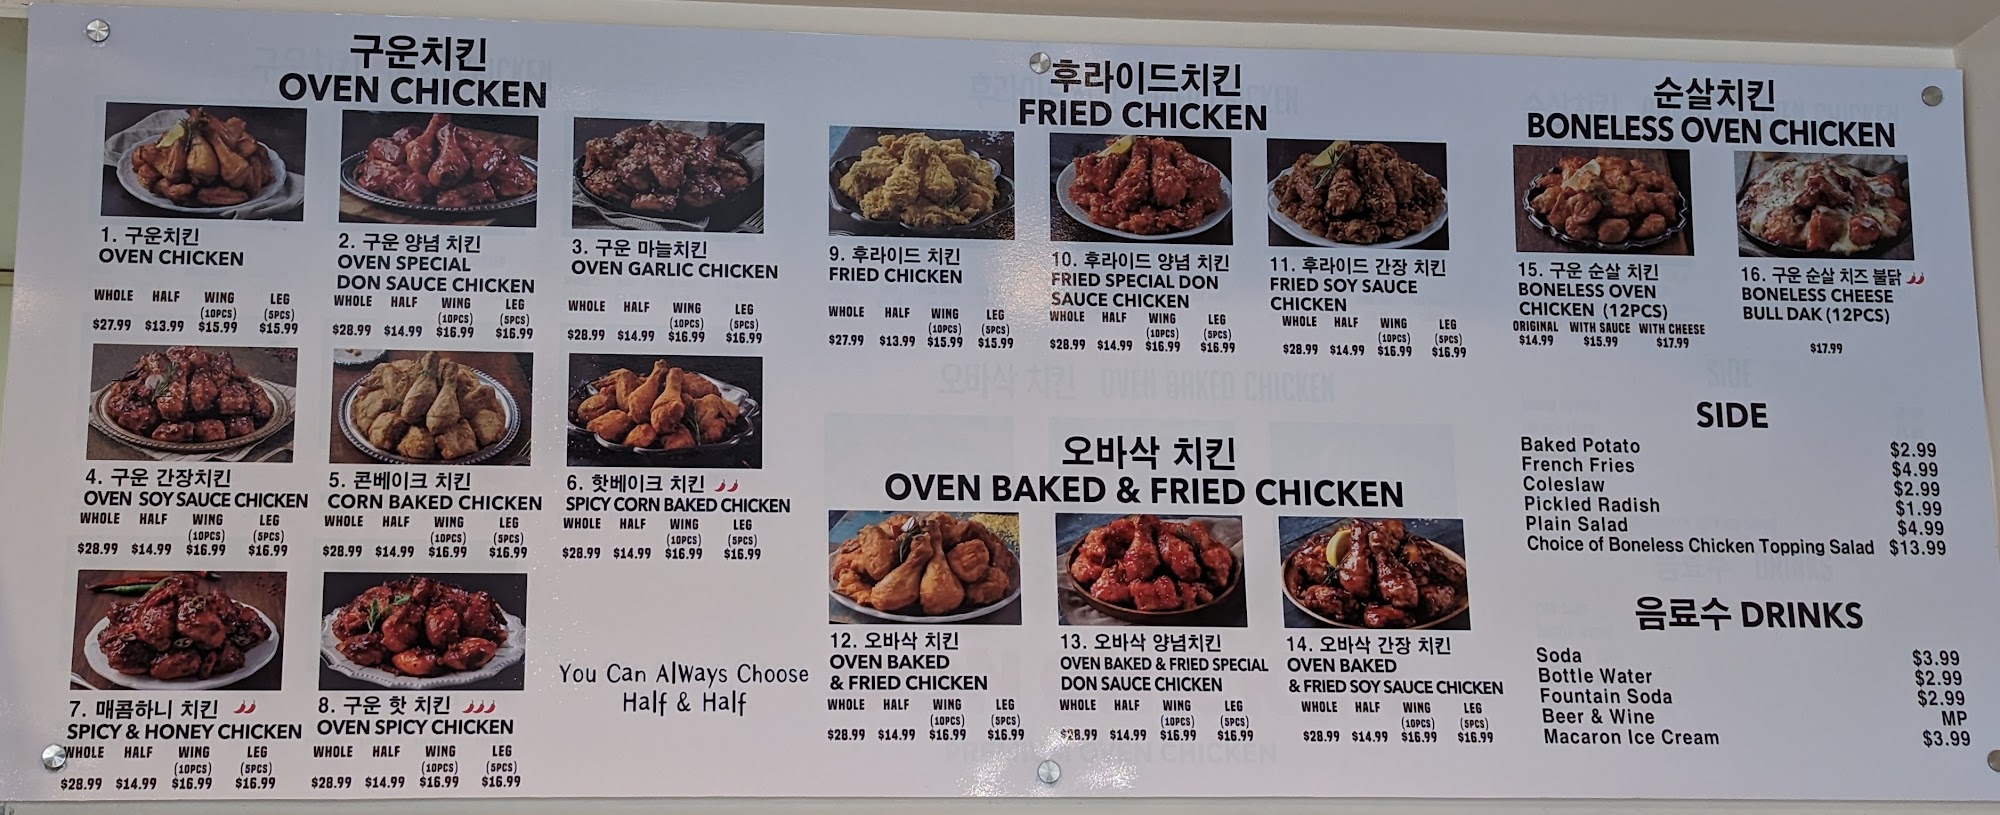 구운치킨
OVEN CHICKEN
1. 구운치킨
OVEN CHICKEN
WHOLE HALF WING LEG
(10PCS) (5PCS)
$27.99 $13.99 $15.99 $15.99
2. 구운 양념 치킨
OVEN SPECIAL
DON SAUCE CHICKEN
WHOLE HALF WING LEG
(10PCS) (5PCS)
$28.99 $14.99 $16.99 $16.99
3. 구운 마늘치킨
OVEN GARLIC CHICKEN
WHOLE HALF WING LEG
(10PCS) (5PCS)
$28.99 $14.99 $16.99 $16.99
4. 구운 간장치킨
OVEN SOY SAUCE CHICKEN
WHOLE HALF WING LEG
(10PCS) (5PCS)
$28.99 $14.99 $16.99 $16.99
5. 콘베이크 치킨
CORN BAKED CHICKEN
WHOLE HALF WING LEG
(10PCS) (5PCS)
$28.99 $14.99 $16.99 $16.99
6. 핫베이크 치킨
SPICY CORN BAKED CHICKEN
WHOLE HALF WING LEG
(10PCS) (5PCS)
$28.99 $14.99 $16.99 $16.99
7. 매콤하니 치킨
SPICY & HONEY CHICKEN
WHOLE HALF WING LEG
(10PCS) (5PCS)
$28.99 $14.99 $16.99 $16.99
8. 구운 핫 치킨
OVEN SPICY CHICKEN
WHOLE HALF WING LEG
(10PCS) (5PCS)
$28.99 $14.99 $16.99 $16.99
You Can AlWays Choose
Half & Half
후라이드치킨
FRIED CHICKEN
9. 후라이드 치킨
FRIED CHICKEN
WHOLE HALF WING LEG
(10PCS) (5PCS)
$27.99 $13.99 $15.99 $15.99
10. 후라이드 양념 치킨
FRIED SPECIAL DON
SAUCE CHICKEN
WHOLE HALF WING LEG
(10PCS) (5PCS)
$28.99 $14.99 $16.99 $16.99
11. 후라이드 간장 치킨
FRIED SOY SAUCE
CHICKEN
WHOLE HALF WING LEG
(10PCS) (5PCS)
$28.99 $14.99 $16.99 $16.99
오바삭 치킨
OVEN BAKED & FRIED CHICKEN
12. 오바삭 치킨
OVEN BAKED
& FRIED CHICKEN
WHOLE HALF WING LEG
(10PCS) (5PCS)
$28.99 $14.99 $16.99 $16.99
13. 오바삭 양념치킨
OVEN BAKED & FRIED SPECIAL
DON SAUCE CHICKEN
WHOLE HALF WING LEG
(10PCS) (5PCS)
$28.99 $14.99 $16.99 $16.99
14. 오바삭 간장 치킨
OVEN BAKED
& FRIED SOY SAUCE CHICKEN
WHOLE HALF WING LEG
(10PCS) (5PCS)
$28.99 $14.99 $16.99 $16.99
순살치킨
BONELESS OVEN CHICKEN
15. 구운 순살 치킨
BONELESS OVEN
CHICKEN (12PCS)
ORIGINAL WITH SAUCE WITH CHEESE
$14.99 $15.99 $17.99
16. 구운 순살 치즈 불닭
BONELESS CHEESE
BULL DAK (12PCS)
$17.99
SIDE
Baked Potato $2.99
French Fries $4.99
Coleslaw $2.99
Pickled Radish $1.99
Plain Salad $4.99
Choice of Boneless Chicken Topping Salad $13.99
음료수 DRINKS
Soda $3.99
Bottle Water $2.99
Fountain Soda $2.99
Beer & Wine MP
Macaron Ice Cream $3.99